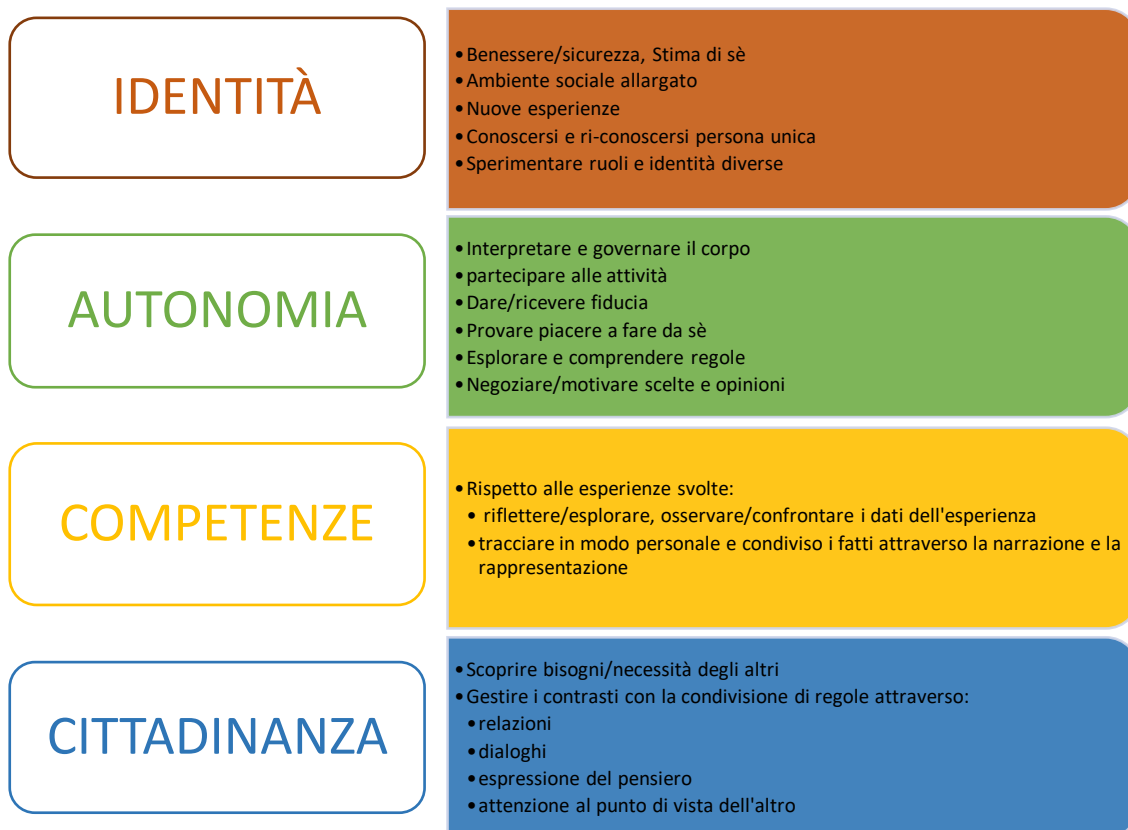 IDENTITÀ
•Benessere/sicurezza, Stima di sè
•Ambiente sociale allargato
•Nuove esperienze
•Conoscersi e ri-conoscersi persona unica
•Sperimentare ruoli e identità diverse
AUTONOMIA
•Interpretare e governare il corpo
•partecipare alle attività
•Dare/ricevere fiducia
•Provare piacere a fare da sè
•Esplorare e comprendere regole
•Negoziare/motivare scelte e opinioni
COMPETENZE
•Rispetto alle esperienze svolte:
• riflettere/esplorare, osservare/confrontare i dati dell'esperienza
•tracciare in modo personale e condiviso i fatti attraverso la narrazione e la
rappresentazione
CITTADINANZA
•Scoprire bisogni/necessità degli altri
•Gestire i contrasti con la condivisione di regole attraverso:
•relazioni
•dialoghi
•espressione del pensiero
•attenzione al punto di vista dell'altro